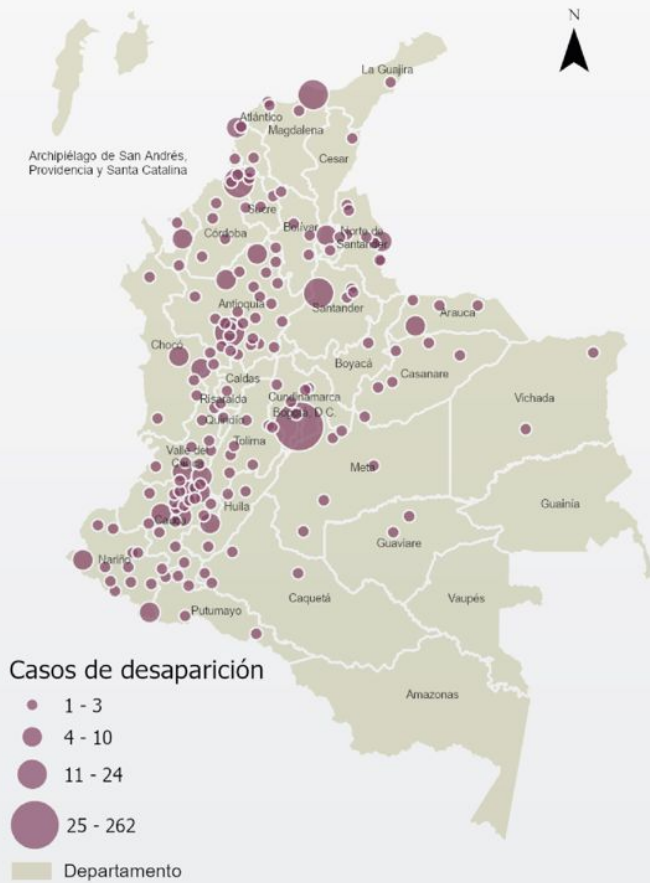 N
La Guajira
Atlántico
Magdalena
Archipiélago de San Andrés,
Providencia y Santa Catalina
Cesar
Sucre
Bolívar
Norte de
Santander
Córdoba
Antioquia
Santander
Arauca
Chocó
Boyacá
Casanare
Caldas
Cundinamarca
Risaralda
Bogotá, D.C.
Vichada
Quindío
Tolima
Valle del
Cauca
Meta
Huila
Guainía
Cauca
Guaviare
Nariño
Caquetá
Vaupés
Putumayo
Amazonas
Casos de desaparición
1 - 3
4 - 10
11 - 24
25 - 262
Departamento